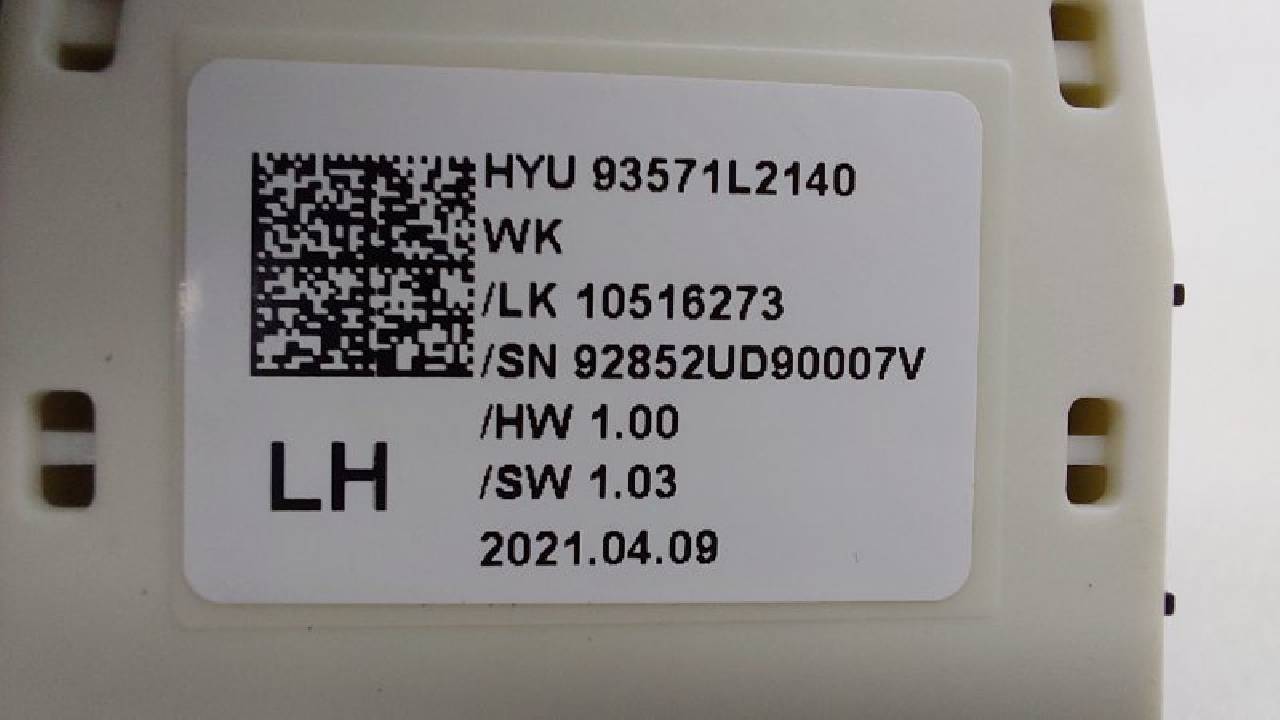 HYU 93571L2140
WK
/LK 10516273
/SN 92852UD90007V
/HW 1.00
/SW 1.03
2021.04.09
LH